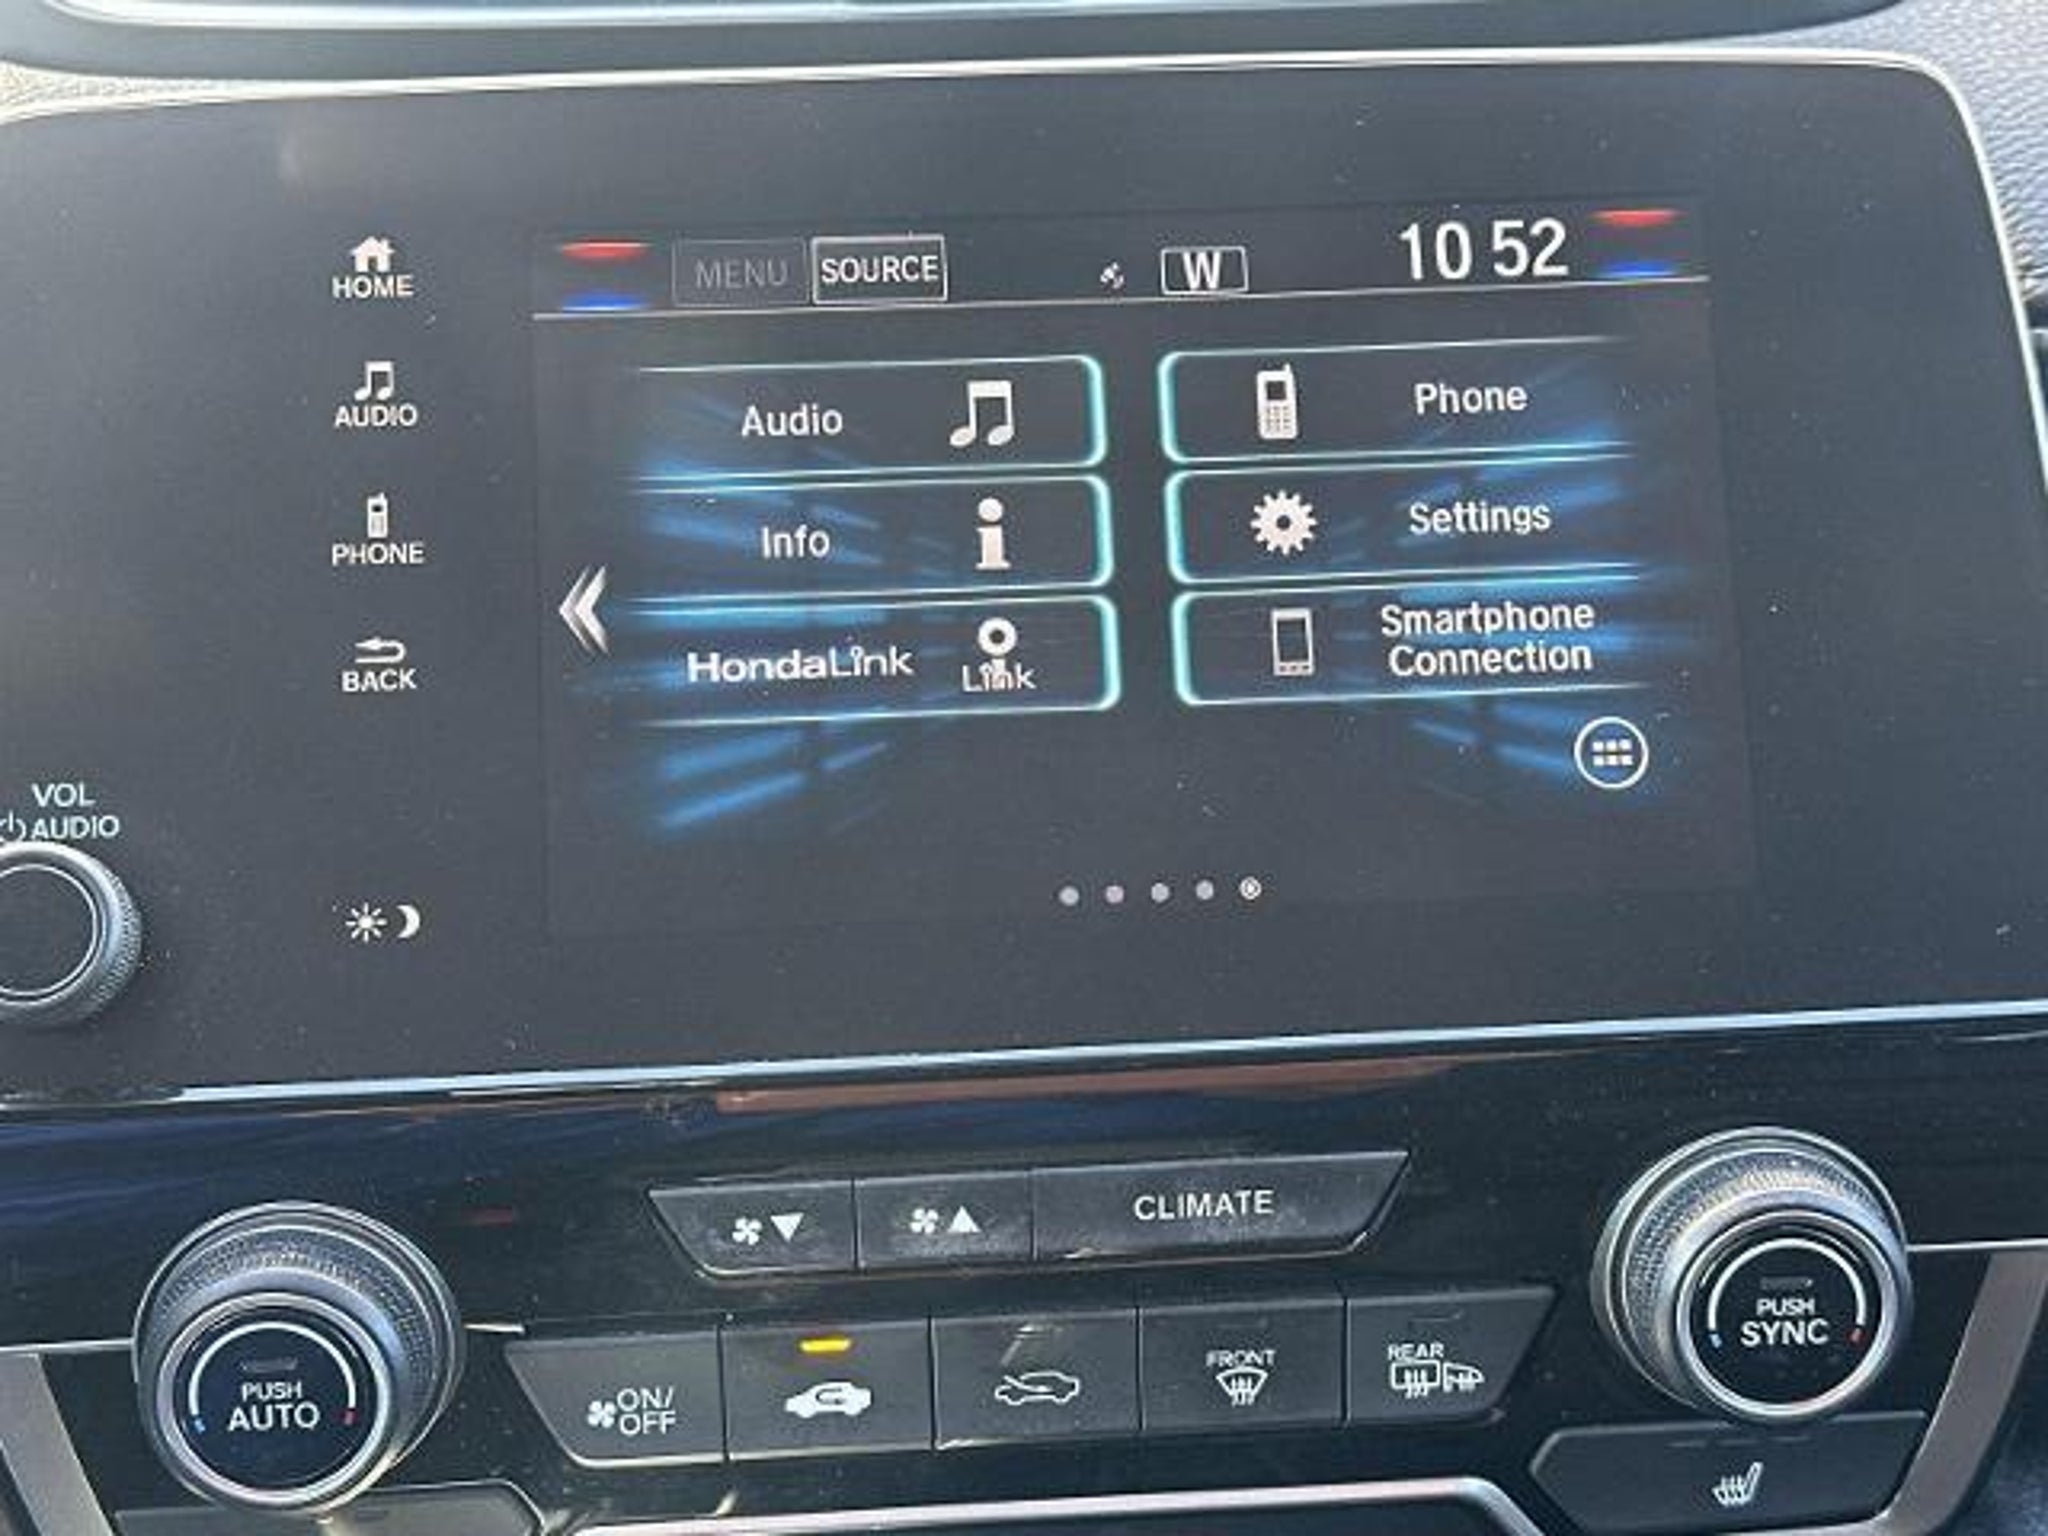 HOME
AUDIO
PHONE
BACK
VOL
AUDIO
MENU SOURCE W 10 52
Audio
Phone
Info
Settings
HondaLink
Link
Smartphone
Connection
CLIMATE
PUSH
AUTO
ON/
OFF
FRONT
REAR
PUSH
SYNC